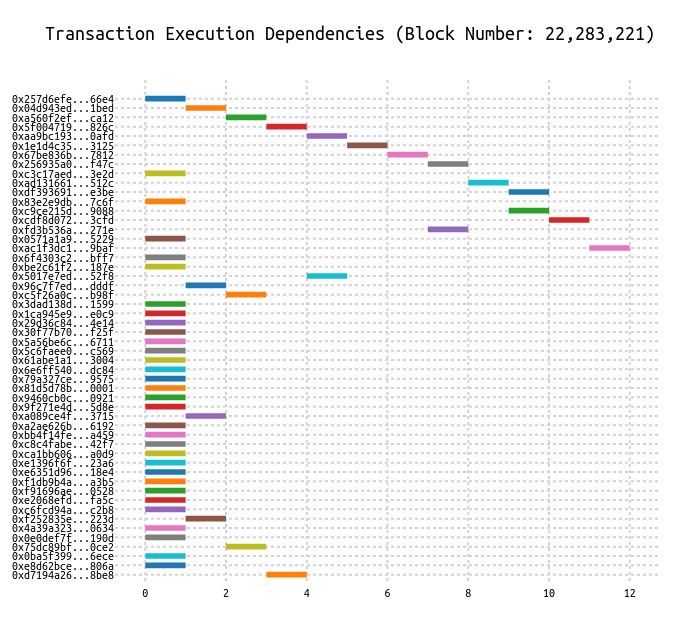 Transaction Execution Dependencies (Block Number: 22,283,221)
0x257d6efe...66e4
0x04d943ed...1bed
0xa560f2ef...ca12
0x5f004719...826c
0xaa9bc193...0afd
0x1e1d4c35...3125
0x67be836b...7812
0x256935a0...f47c
0xc3c17aed...3e2d
0xad131661...512c
0xdf393691...e3be
0x83e2e9db...7c6f
0xc9ce215d...9088
0xcdf8d072...3cfd
0xfd3b536a...271e
0x0571a1a9...5229
0xac1f3dc1...9baf
0x6f4303c2...bff7
0xbe2c61f2...187e
0x5017e7ed...52f8
0x96c7f7ed...dddf
0xc5f26a0c...b98f
0x3dad138d...1599
0x1ca945e9...e0c9
0x29d36c84...4e14
0x30f77b70...f25f
0x5a56be6c...6711
0x5c6faee0...c569
0x61abe1a1...3004
0x6e6ff540...dc84
0x79a327ce...9575
0x81d5d78b...0001
0x9460cb0c...0921
0x9f271e4d...5d8e
0xa089ce4f...3715
0xa2ae626b...6192
0xbb4f14fe...a459
0xc8c4fabe...42f7
0xca1bb606...a0d9
0xe1396f6f...23a6
0xe6351d96...18e4
0xf1db9b4a...a3b5
0xf91696ae...0528
0xe2068efd...fa5c
0xc6fcd94a...c2b8
0xf252835e...223d
0x4a39a323...0634
0x0e0def7f...190d
0x75dc89bf...0ce2
0x0ba5f399...6ece
0xe8d62bce...806a
0xd7194a26...8be8
0 2 4 6 8 10 12